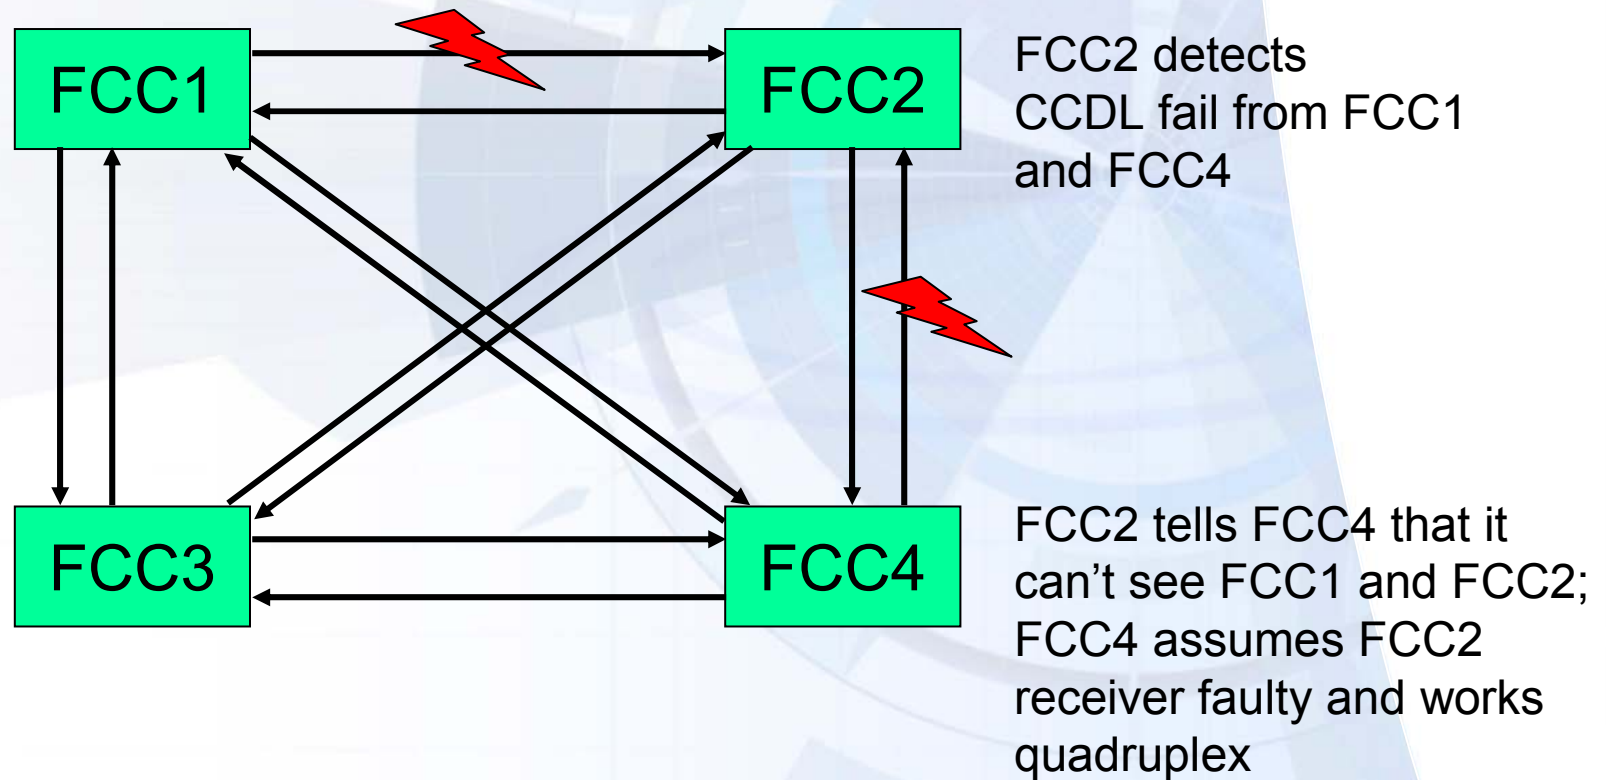 FCC1
FCC2
FCC2 detects
CCDL fail from FCC1
and FCC4
FCC3
FCC4
FCC2 tells FCC4 that it
can’t see FCC1 and FCC2;
FCC4 assumes FCC2
receiver faulty and works
quadruplex